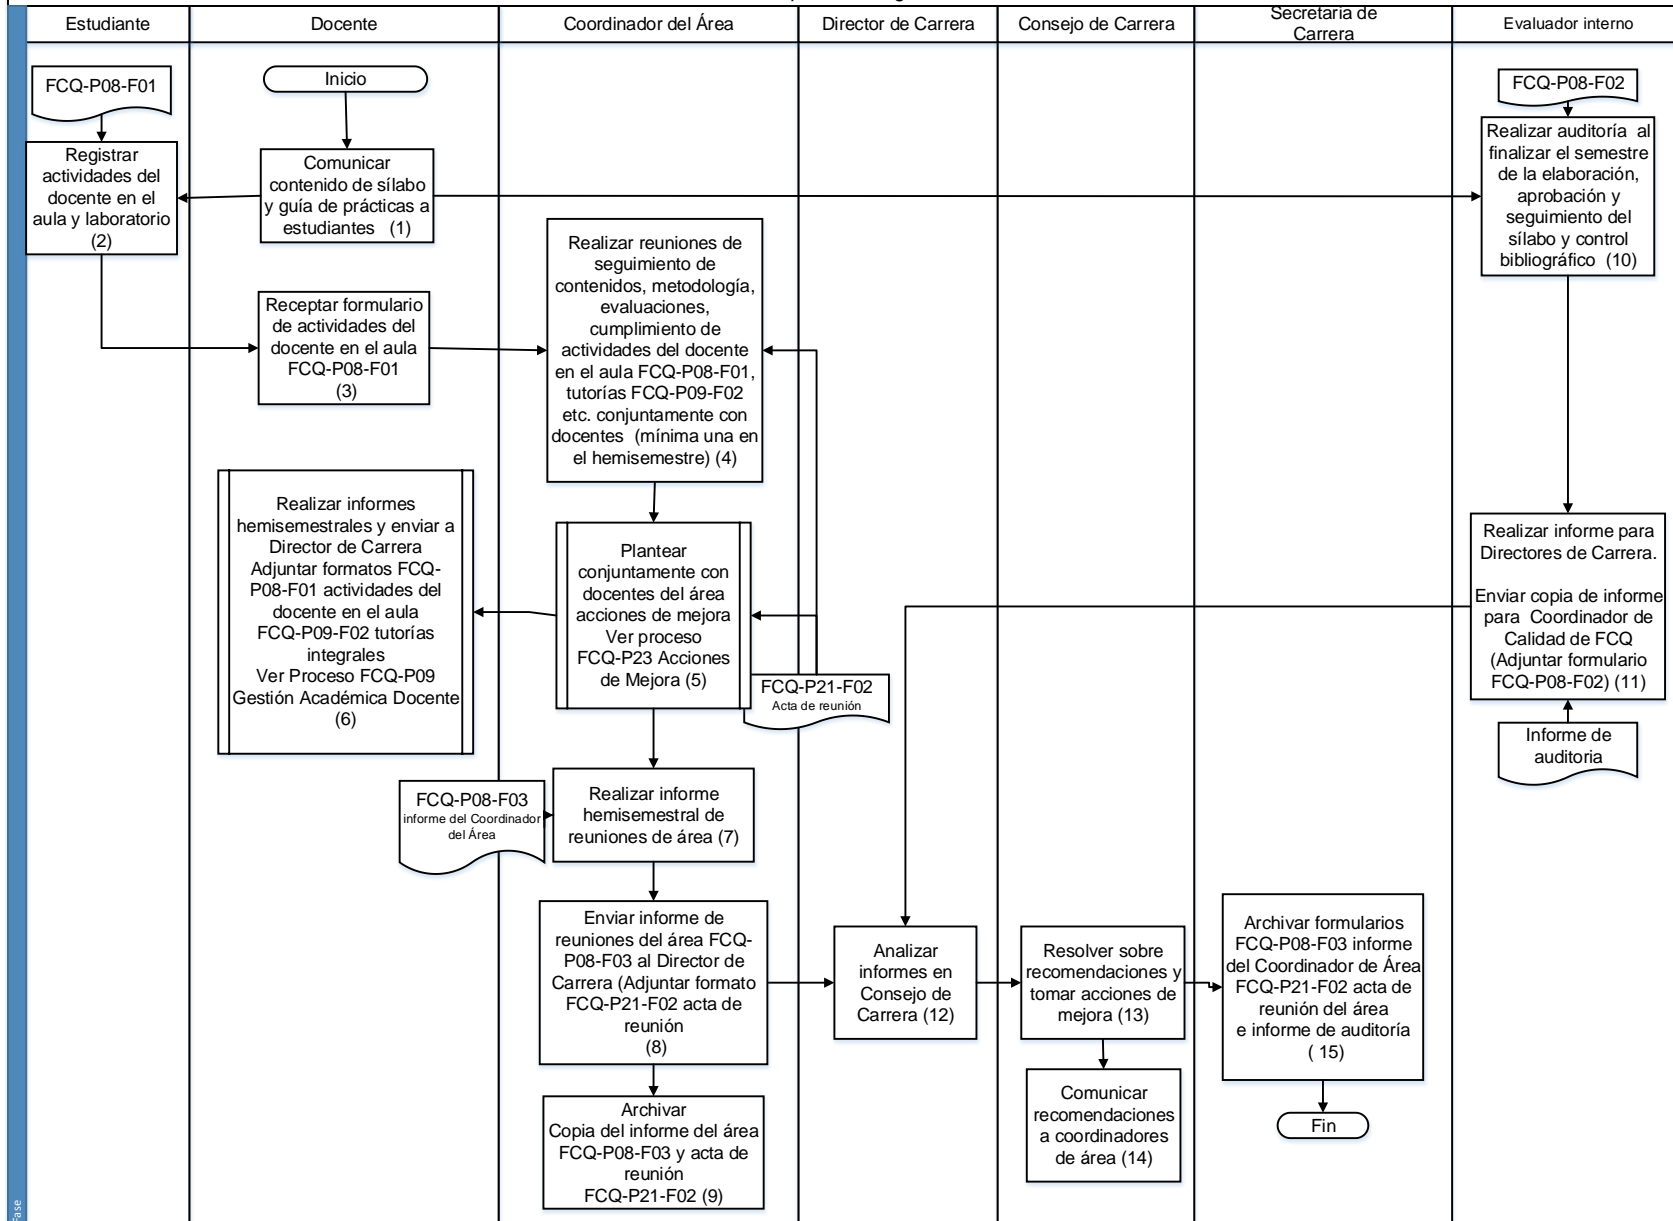 Estudiante
Docente
Coordinador del Área
Director de Carrera
Consejo de Carrera
Secretaria de
Carrera
Evaluador interno
FCQ-P08-F01
Inicio
FCQ-P08-F02
Registrar
actividades del
docente en el
aula y laboratorio
(2)
Comunicar
contenido de sílabo
y guía de prácticas a
estudiantes (1)
Realizar auditoría al
finalizar el semestre
de la elaboración,
aprobación y
seguimiento del
sílabo y control
bibliográfico (10)
Receptar formulario
de actividades del
docente en el aula
FCQ-P08-F01
(3)
Realizar reuniones de
seguimiento de
contenidos, metodología,
evaluaciones,
cumplimiento de
actividades del docente
en el aula FCQ-P08-F01,
tutorías FCQ-P09-F02
etc. conjuntamente con
docentes (mínima una en
el hemisemestre) (4)
Realizar informes
hemisemestrales y enviar a
Director de Carrera
Adjuntar formatos FCQ-
P08-F01 actividades del
docente en el aula
FCQ-P09-F02 tutorías
integrales
Ver Proceso FCQ-P09
Gestión Académica Docente
(6)
Plantear
conjuntamente con
docentes del área
acciones de mejora
Ver proceso
FCQ-P23 Acciones
de Mejora (5)
FCQ-P21-F02
Acta de reunión
Realizar informe para
Directores de Carrera.
Enviar copia de informe
para Coordinador de
Calidad de FCQ
(Adjuntar formulario
FCQ-P08-F02) (11)
Informe de
auditoria
FCQ-P08-F03
informe del Coordinador
del Área
Realizar informe
hemisemestral de
reuniones de área (7)
Enviar informe de
reuniones del área FCQ-
P08-F03 al Director de
Carrera (Adjuntar formato
FCQ-P21-F02 acta de
reunión
(8)
Analizar
informes en
Consejo de
Carrera (12)
Resolver sobre
recomendaciones y
tomar acciones de
mejora (13)
Archivar formularios
FCQ-P08-F03 informe
del Coordinador de Área
FCQ-P21-F02 acta de
reunión del área
e informe de auditoría
( 15)
Archivar
Copia del informe del área
FCQ-P08-F03 y acta de
reunión
FCQ-P21-F02 (9)
Comunicar
recomendaciones
a coordinadores
de área (14)
Fin